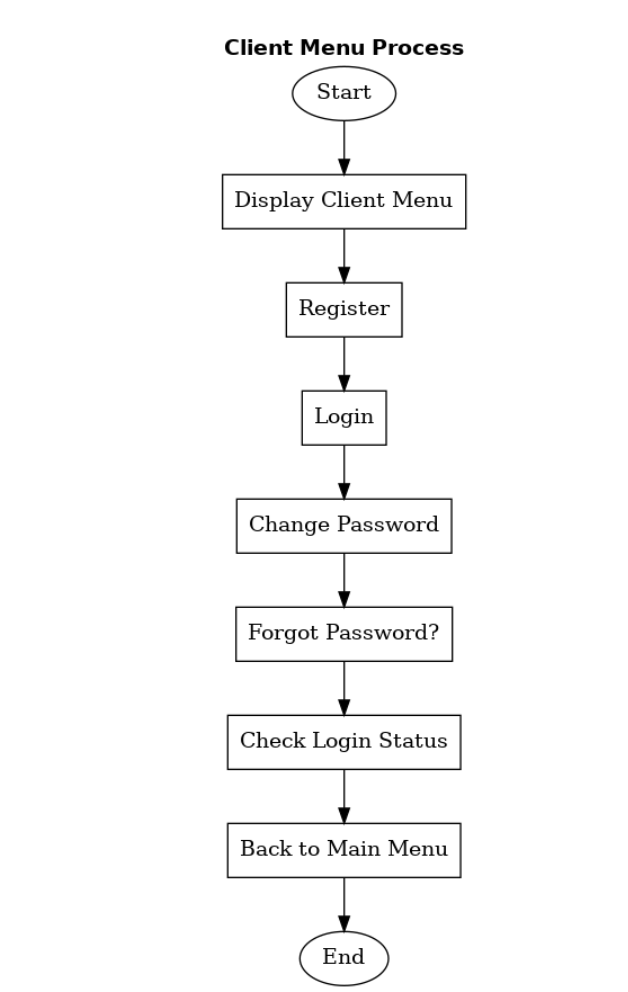 Client Menu Process
Start
Display Client Menu
Register
Login
Change Password
Forgot Password?
Check Login Status
Back to Main Menu
End